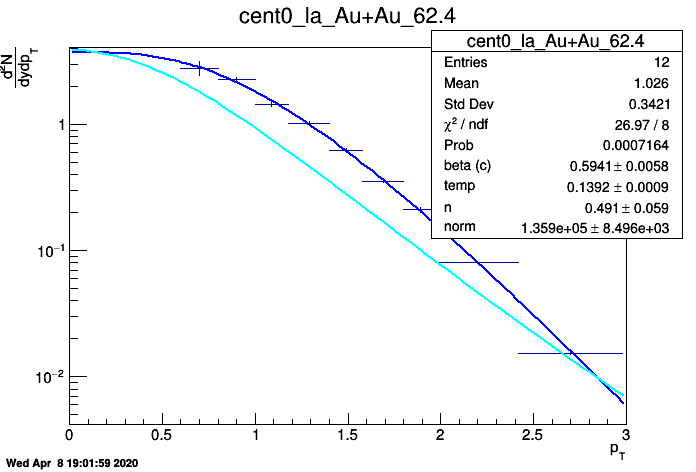 cent0_la_Au+Au_62.4
d²N
dydp_T
cent0_la_Au+Au_62.4
Entries 12
Mean 1.026
Std Dev 0.3421
χ² / ndf 26.97 / 8
Prob 0.0007164
beta (c) 0.5941 ± 0.0058
temp 0.1392 ± 0.0009
n 0.491 ± 0.059
norm 1.359e+05 ± 8.496e+03
1
10⁻¹
10⁻²
0 0.5 1 1.5 2 2.5 3
p_T
Wed Apr 8 19:01:59 2020